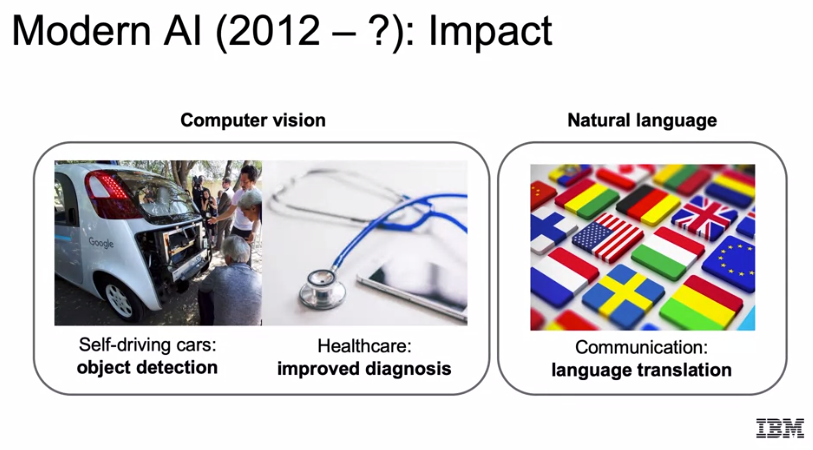 Modern AI (2012 – ?): Impact
Computer vision
Natural language
Google
Self-driving cars:
object detection
Healthcare:
improved diagnosis
Communication:
language translation
IBM